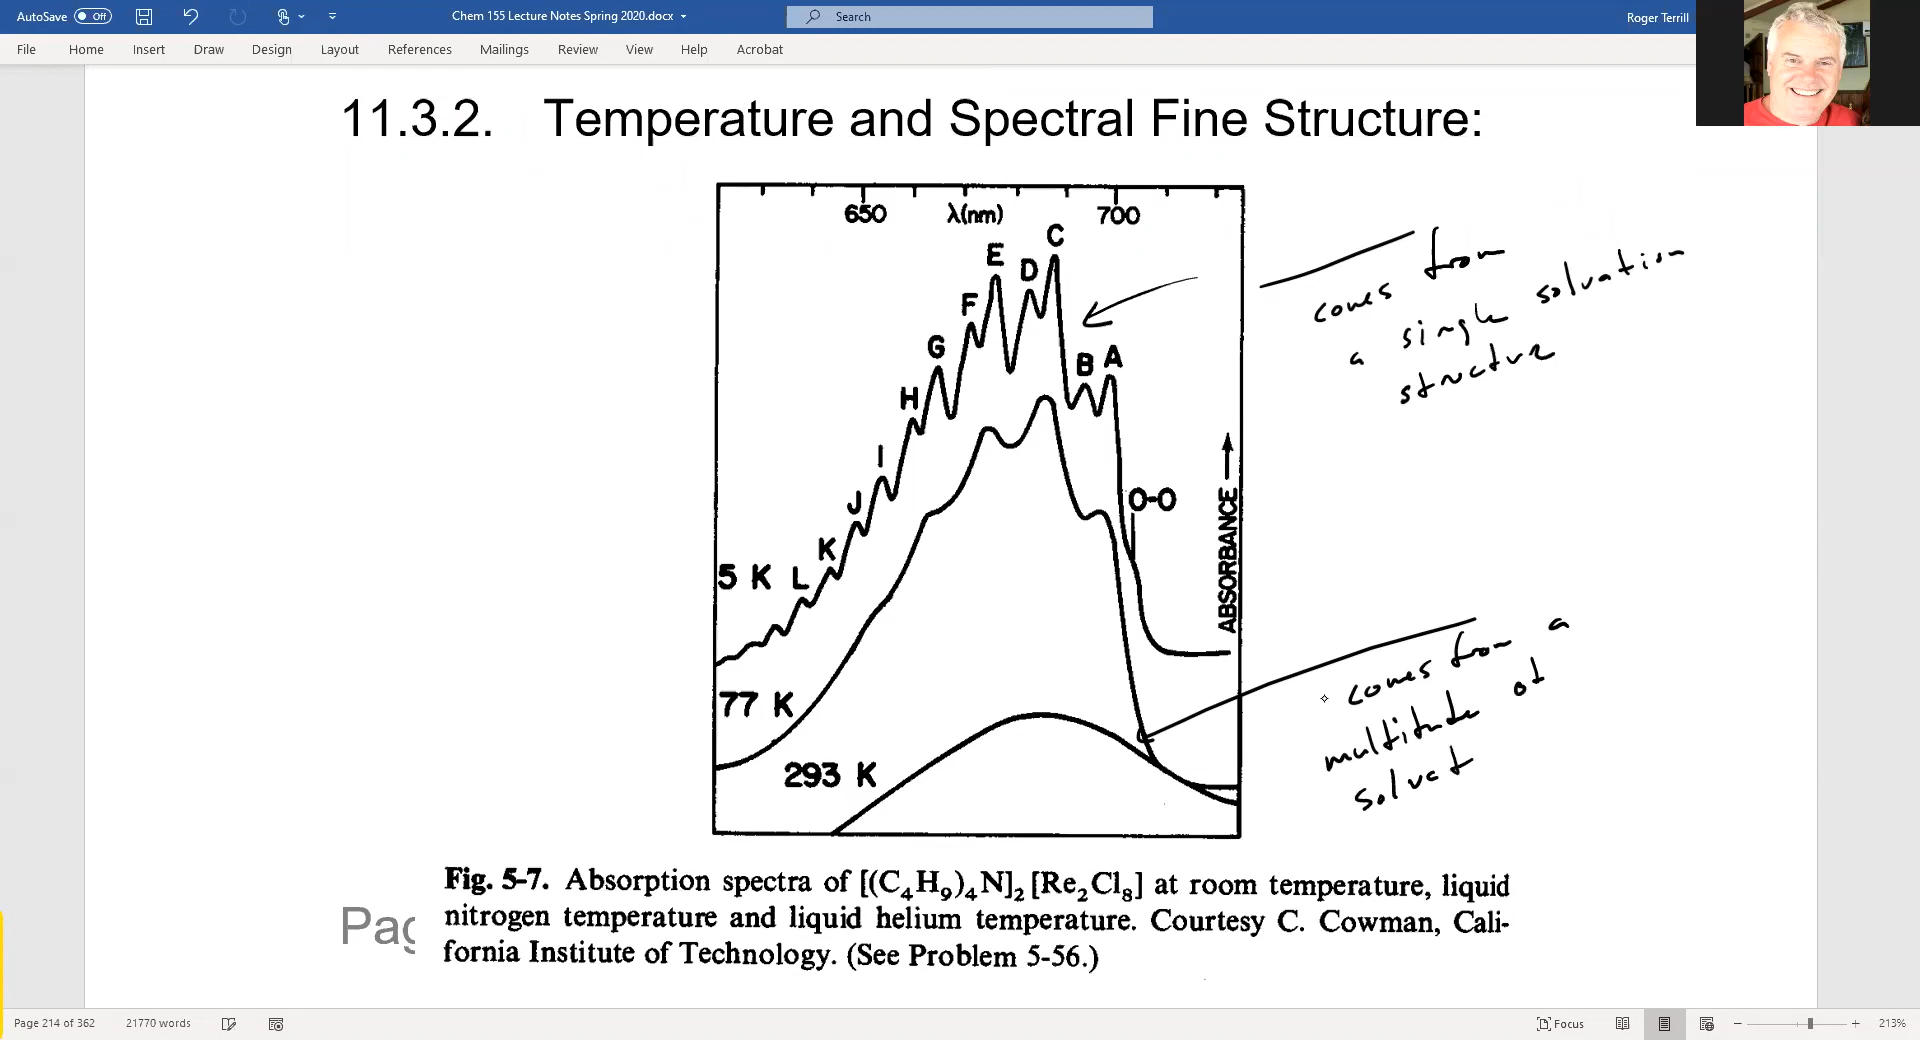 AutoSave Off Chem 155 Lecture Notes Spring 2020.docx Search Roger Terrill
File Home Insert Draw Design Layout References Mailings Review View Help Acrobat
11.3.2. Temperature and Spectral Fine Structure:
650 λ(nm) 700
C
E
D
F
G
B A
H
I
J
O-O
K
5 K L
ABSORBANCE →
77 K
293 K
comes from
a single solvation
structure
comes from a
multitude of
solvat
Fig. 5-7. Absorption spectra of [(C₄H₉)₄N]₂ [Re₂Cl₈] at room temperature, liquid
nitrogen temperature and liquid helium temperature. Courtesy C. Cowman, Cali-
fornia Institute of Technology. (See Problem 5-56.)
Pag
Page 214 of 362 21770 words Focus 213%